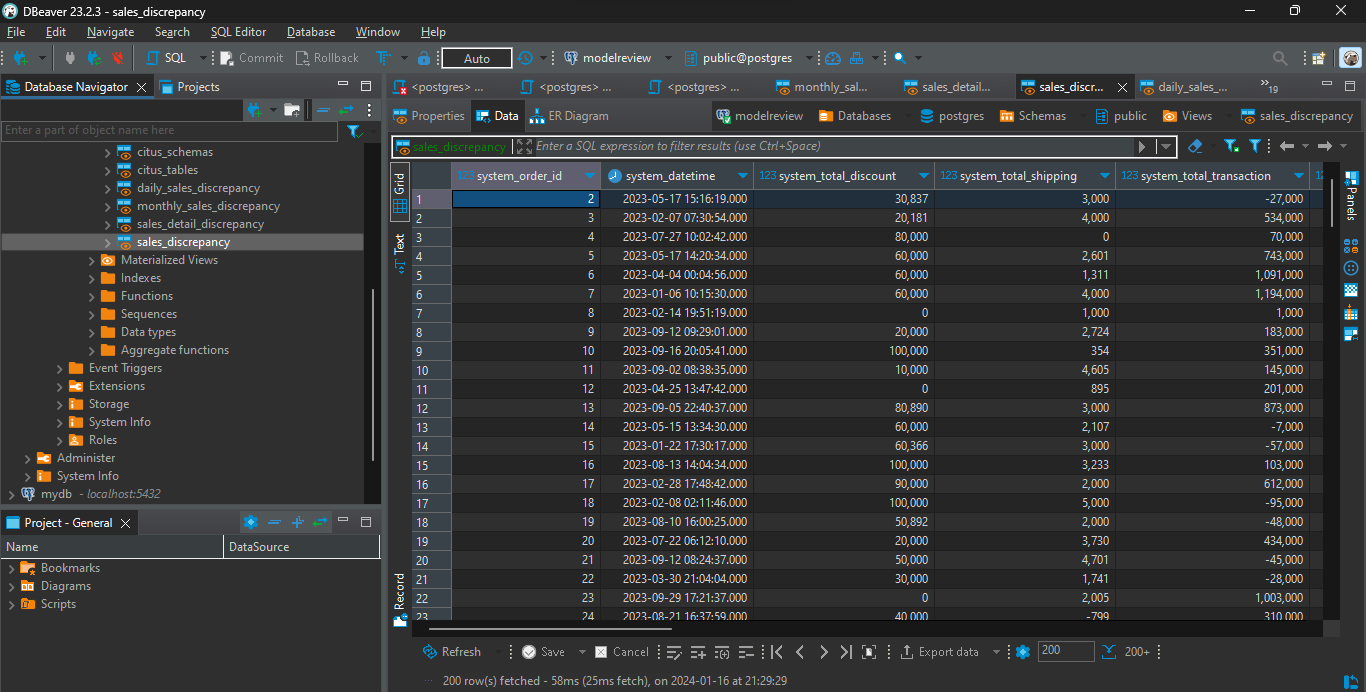 DBeaver 23.2.3 - sales_discrepancy
File Edit Navigate Search SQL Editor Database Window Help
SQL Commit Rollback Auto modelreview public@postgres
Database Navigator Projects
<postgres> ... <postgres> ... <postgres> ... monthly_sal... sales_detail... sales_discr... daily_sales_... »19
Properties Data ER Diagram modelreview Databases postgres Schemas public Views sales_discrepancy
Enter a part of object name here
sales_discrepancy Enter a SQL expression to filter results (use Ctrl+Space)
citus_schemas
citus_tables
daily_sales_discrepancy
monthly_sales_discrepancy
sales_detail_discrepancy
sales_discrepancy
Materialized Views
Indexes
Functions
Sequences
Data types
Aggregate functions
Event Triggers
Extensions
Storage
System Info
Roles
Administer
System Info
mydb - localhost:5432
Project - General
Name DataSource
Bookmarks
Diagrams
Scripts
Grid
Text
Record
Panels
123 system_order_id system_datetime 123 system_total_discount 123 system_total_shipping 123 system_total_transaction 12
1 2 2023-05-17 15:16:19.000 30,837 3,000 -27,000
2 3 2023-02-07 07:30:54.000 20,181 4,000 534,000
3 4 2023-07-27 10:02:42.000 80,000 0 70,000
4 5 2023-05-17 14:20:34.000 60,000 2,601 743,000
5 6 2023-04-04 00:04:56.000 60,000 1,311 1,091,000
6 7 2023-01-06 10:15:30.000 60,000 4,000 1,194,000
7 8 2023-02-14 19:51:19.000 0 1,000 1,000
8 9 2023-09-12 09:29:01.000 20,000 2,724 183,000
9 10 2023-09-16 20:05:41.000 100,000 354 351,000
10 11 2023-09-02 08:38:35.000 10,000 4,605 145,000
11 12 2023-04-25 13:47:42.000 0 895 201,000
12 13 2023-09-05 22:40:37.000 80,890 3,000 873,000
13 14 2023-05-15 13:34:30.000 60,000 2,107 -7,000
14 15 2023-01-22 17:30:17.000 60,366 3,000 -57,000
15 16 2023-08-13 14:04:34.000 100,000 3,233 103,000
16 17 2023-02-28 17:48:42.000 90,000 2,000 612,000
17 18 2023-02-08 02:11:46.000 100,000 5,000 -95,000
18 19 2023-08-10 16:00:25.000 50,892 2,000 -48,000
19 20 2023-07-22 06:12:10.000 20,000 3,730 434,000
20 21 2023-09-12 08:24:37.000 50,000 4,701 -45,000
21 22 2023-03-30 21:04:04.000 30,000 1,741 -28,000
22 23 2023-09-29 17:21:37.000 0 2,005 1,003,000
23 24 2023-08-21 16:37:59.000 40,000 -799 310,000
Refresh Save Cancel Export data 200 200+
200 row(s) fetched - 58ms (25ms fetch), on 2024-01-16 at 21:29:29